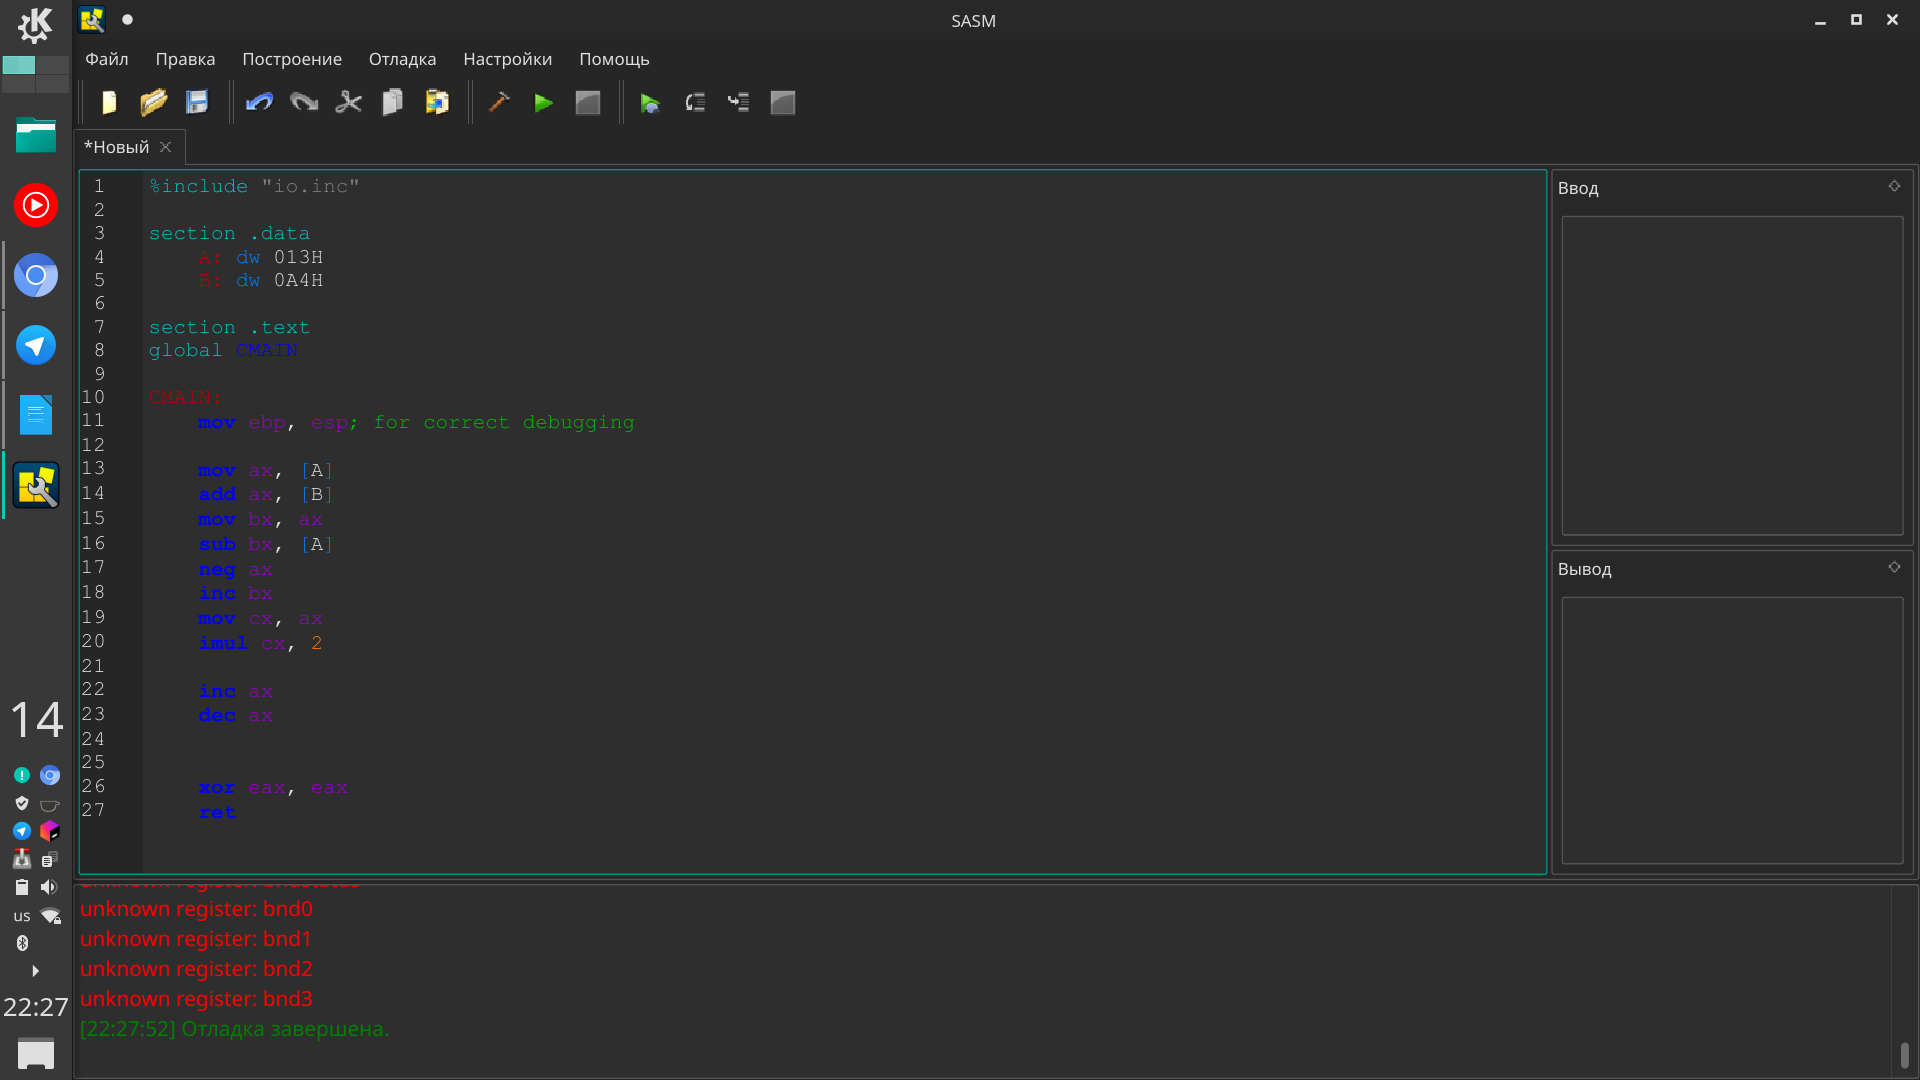 SASM
Файл Правка Построение Отладка Настройки Помощь
*Новый
1 %include "io.inc"
2
3 section .data
4 A: dw 013H
5 B: dw 0A4H
6
7 section .text
8 global CMAIN
9
10 CMAIN:
11 mov ebp, esp; for correct debugging
12
13 mov ax, [A]
14 add ax, [B]
15 mov bx, ax
16 sub bx, [A]
17 neg ax
18 inc bx
19 mov cx, ax
20 imul cx, 2
21
22 inc ax
23 dec ax
24
25
26 xor eax, eax
27 ret
Ввод
Вывод
unknown register: bnd0
unknown register: bnd1
unknown register: bnd2
unknown register: bnd3
[22:27:52] Отладка завершена.
14
us
22:27